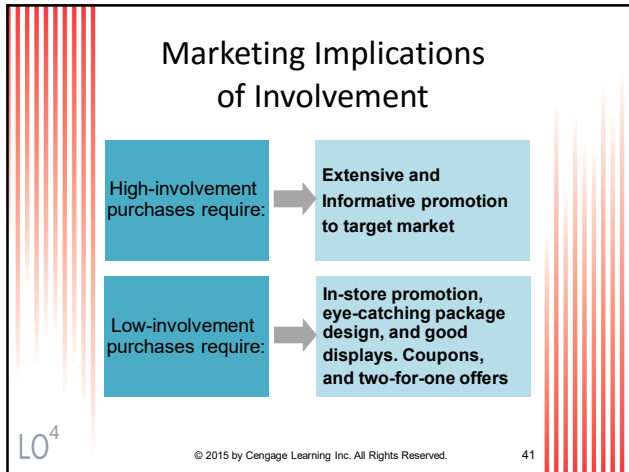 Marketing Implications
of Involvement
High-involvement
purchases require:
Extensive and
Informative promotion
to target market
Low-involvement
purchases require:
In-store promotion,
eye-catching package
design, and good
displays. Coupons,
and two-for-one offers
LO4
© 2015 by Cengage Learning Inc. All Rights Reserved.
41